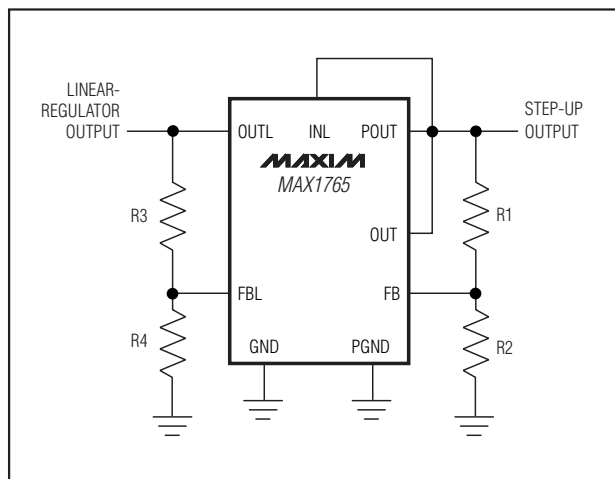 LINEAR-
REGULATOR
OUTPUT
OUTL
INL
POUT
STEP-UP
OUTPUT
MAXIM
MAX1765
R3
R1
OUT
FBL
FB
R4
R2
GND
PGND